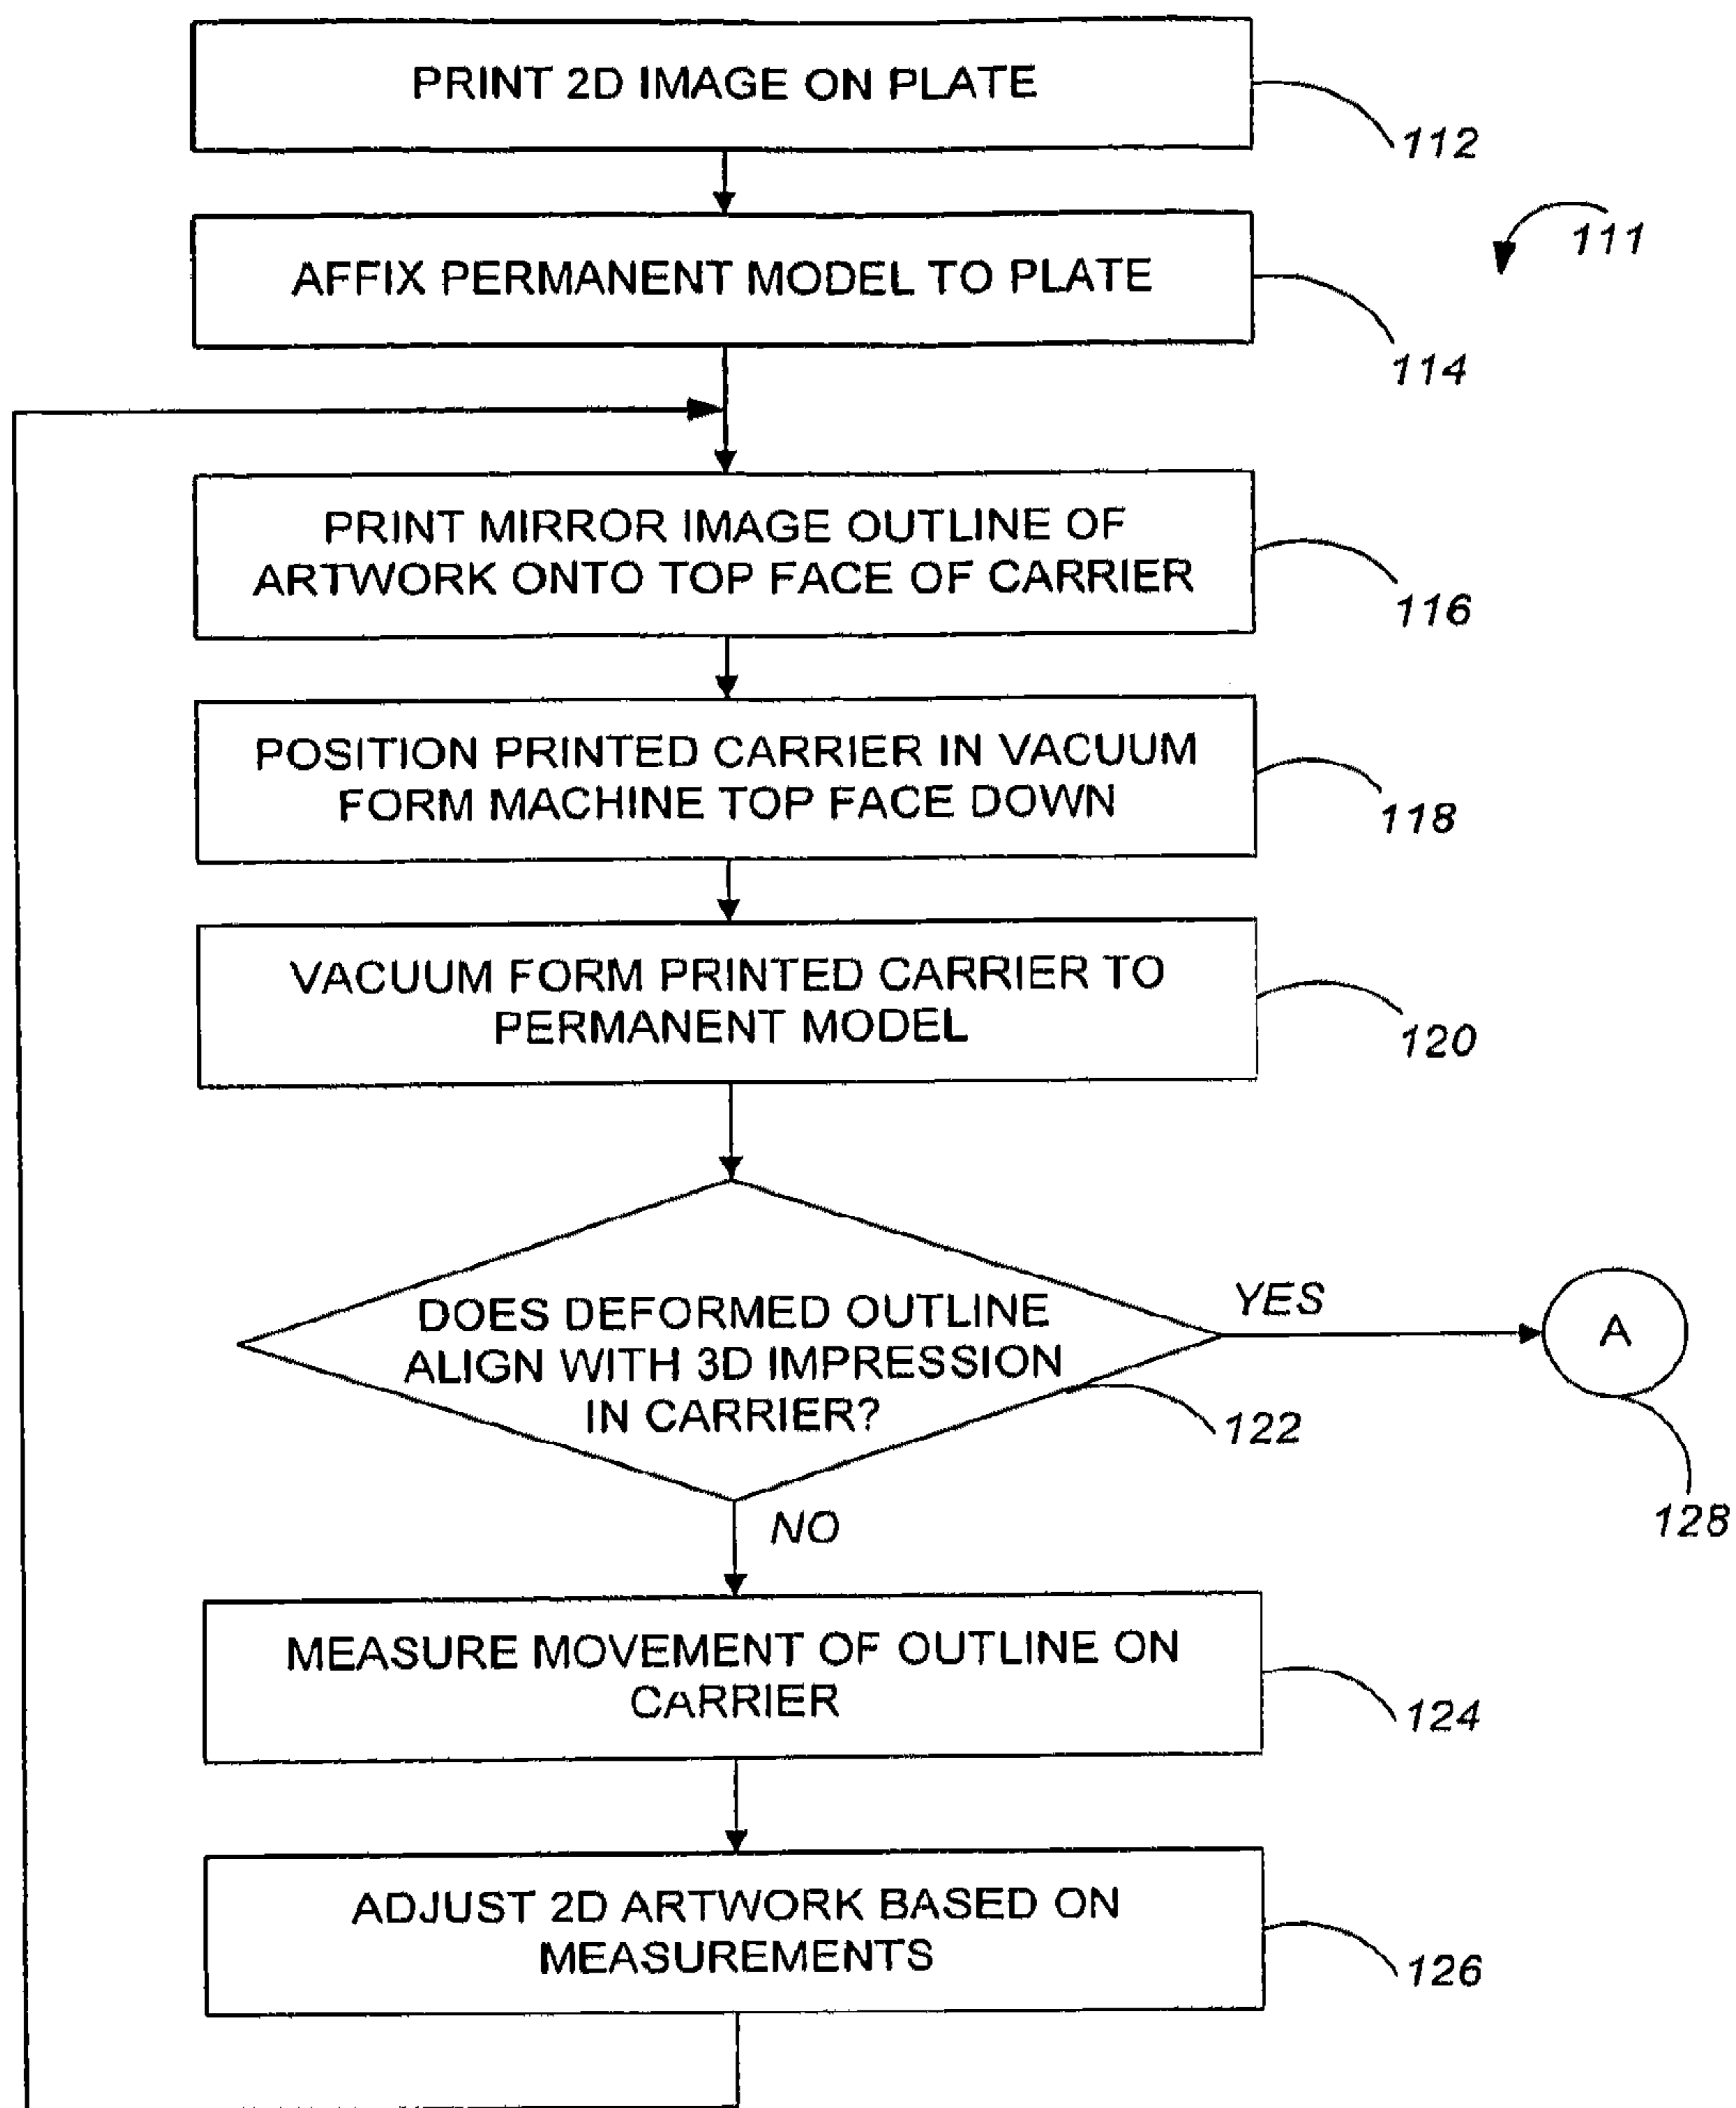 PRINT 2D IMAGE ON PLATE
112
111
AFFIX PERMANENT MODEL TO PLATE
114
PRINT MIRROR IMAGE OUTLINE OF
ARTWORK ONTO TOP FACE OF CARRIER
116
POSITION PRINTED CARRIER IN VACUUM
FORM MACHINE TOP FACE DOWN
118
VACUUM FORM PRINTED CARRIER TO
PERMANENT MODEL
120
DOES DEFORMED OUTLINE
ALIGN WITH 3D IMPRESSION
IN CARRIER?
122
YES
A
128
NO
MEASURE MOVEMENT OF OUTLINE ON
CARRIER
124
ADJUST 2D ARTWORK BASED ON
MEASUREMENTS
126